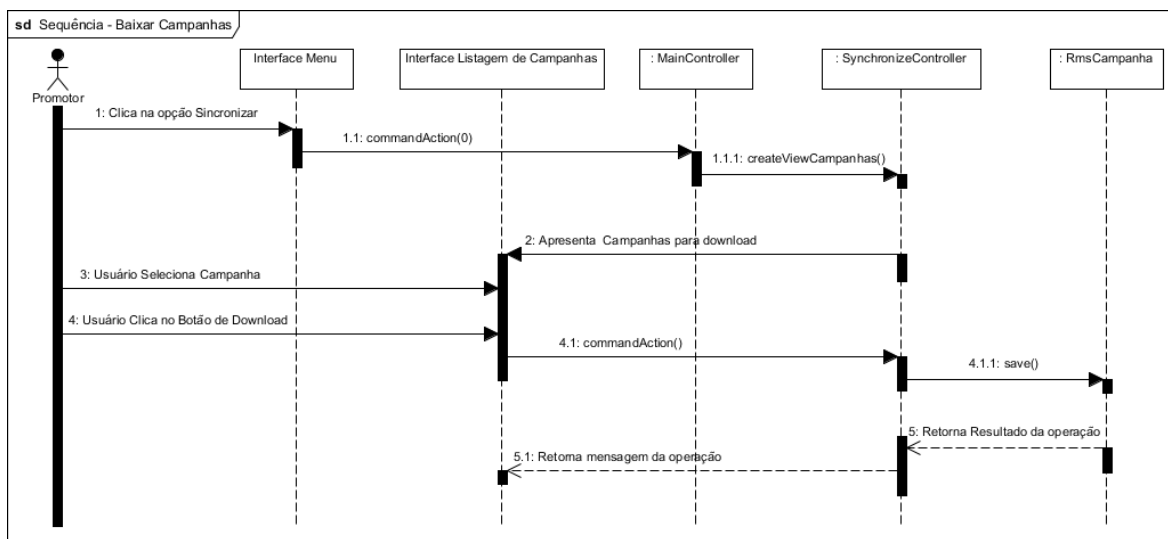 sd Sequência - Baixar Campanhas
Promotor
Interface Menu
Interface Listagem de Campanhas
: MainController
: SynchronizeController
: RmsCampanha
1: Clica na opção Sincronizar
1.1: commandAction(0)
1.1.1: createViewCampanhas()
2: Apresenta Campanhas para download
3: Usuário Seleciona Campanha
4: Usuário Clica no Botão de Download
4.1: commandAction()
4.1.1: save()
5: Retorna Resultado da operação
5.1: Retorna mensagem da operação